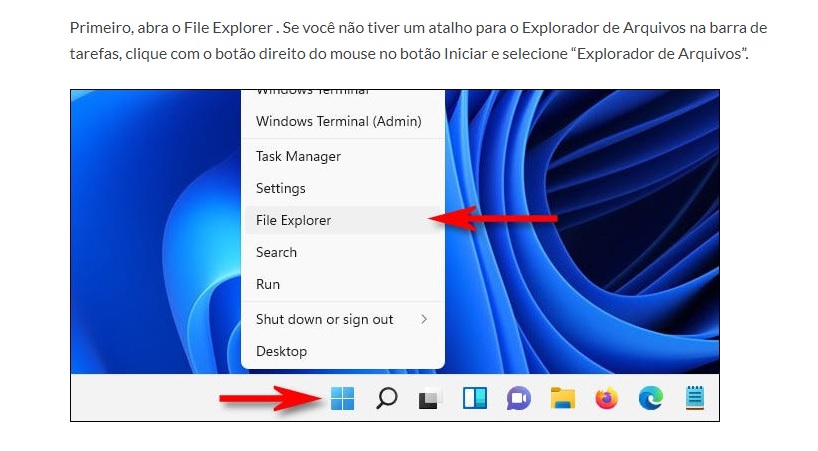 Primeiro, abra o File Explorer . Se você não tiver um atalho para o Explorador de Arquivos na barra de
tarefas, clique com o botão direito do mouse no botão Iniciar e selecione “Explorador de Arquivos”.
Windows Terminal
Windows Terminal (Admin)
Task Manager
Settings
File Explorer
Search
Run
Shut down or sign out
Desktop